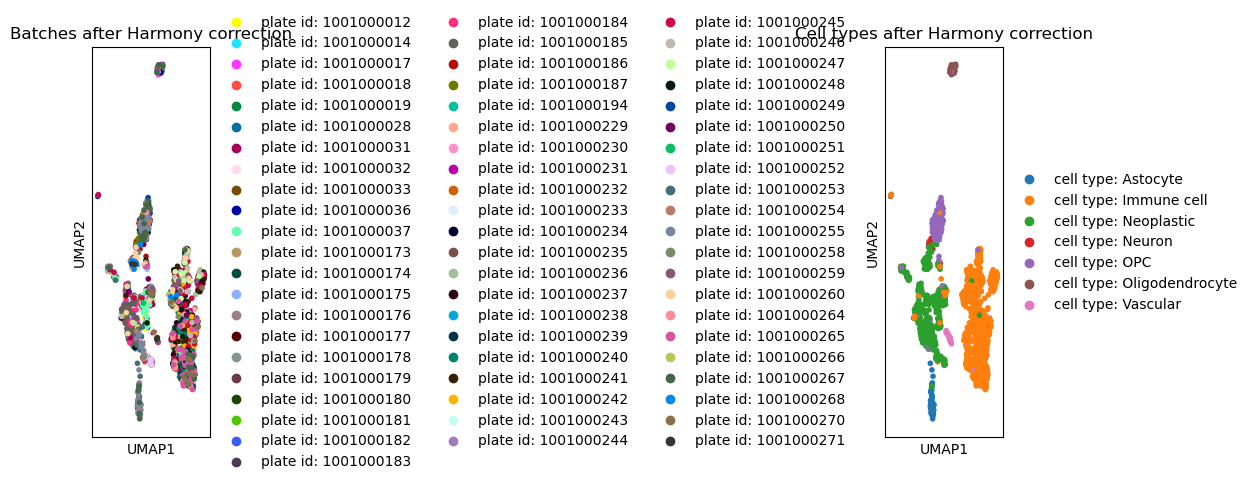 Batches after Harmony correction
UMAP2
UMAP1
plate id: 1001000012
plate id: 1001000014
plate id: 1001000017
plate id: 1001000018
plate id: 1001000019
plate id: 1001000028
plate id: 1001000031
plate id: 1001000032
plate id: 1001000033
plate id: 1001000036
plate id: 1001000037
plate id: 1001000173
plate id: 1001000174
plate id: 1001000175
plate id: 1001000176
plate id: 1001000177
plate id: 1001000178
plate id: 1001000179
plate id: 1001000180
plate id: 1001000181
plate id: 1001000182
plate id: 1001000183
plate id: 1001000184
plate id: 1001000185
plate id: 1001000186
plate id: 1001000187
plate id: 1001000194
plate id: 1001000229
plate id: 1001000230
plate id: 1001000231
plate id: 1001000232
plate id: 1001000233
plate id: 1001000234
plate id: 1001000235
plate id: 1001000236
plate id: 1001000237
plate id: 1001000238
plate id: 1001000239
plate id: 1001000240
plate id: 1001000241
plate id: 1001000242
plate id: 1001000243
plate id: 1001000244
plate id: 1001000245
plate id: 1001000246
plate id: 1001000247
plate id: 1001000248
plate id: 1001000249
plate id: 1001000250
plate id: 1001000251
plate id: 1001000252
plate id: 1001000253
plate id: 1001000254
plate id: 1001000255
plate id: 1001000258
plate id: 1001000259
plate id: 1001000260
plate id: 1001000264
plate id: 1001000265
plate id: 1001000266
plate id: 1001000267
plate id: 1001000268
plate id: 1001000270
plate id: 1001000271
Cell types after Harmony correction
UMAP2
UMAP1
cell type: Astocyte
cell type: Immune cell
cell type: Neoplastic
cell type: Neuron
cell type: OPC
cell type: Oligodendrocyte
cell type: Vascular